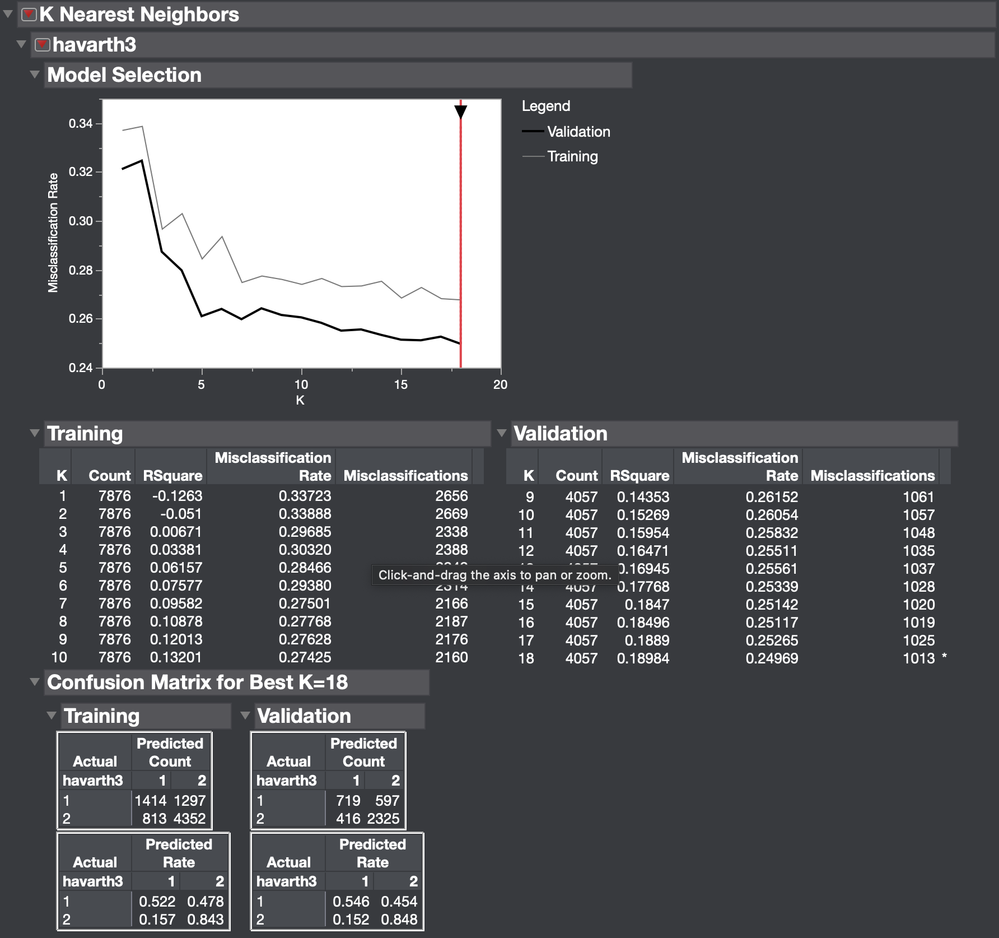 K Nearest Neighbors
havarth3
Model Selection
Legend
Validation
Training
Misclassification Rate
0.34
0.32
0.30
0.28
0.26
0.24
0 5 10 15 20
K
Training
K Count RSquare Misclassification Rate Misclassifications
1 7876 -0.1263 0.33723 2656
2 7876 -0.051 0.33888 2669
3 7876 0.00671 0.29685 2338
4 7876 0.03381 0.30320 2388
5 7876 0.06157 0.28466
6 7876 0.07577 0.29380 2314
7 7876 0.09582 0.27501 2166
8 7876 0.10878 0.27768 2187
9 7876 0.12013 0.27628 2176
10 7876 0.13201 0.27425 2160
Validation
K Count RSquare Misclassification Rate Misclassifications
9 4057 0.14353 0.26152 1061
10 4057 0.15269 0.26054 1057
11 4057 0.15954 0.25832 1048
12 4057 0.16471 0.25511 1035
0.16945 0.25561 1037
14 4057 0.17768 0.25339 1028
15 4057 0.1847 0.25142 1020
16 4057 0.18496 0.25117 1019
17 4057 0.1889 0.25265 1025
18 4057 0.18984 0.24969 1013 *
Click-and-drag the axis to pan or zoom.
Confusion Matrix for Best K=18
Training
Actual Predicted Count
havarth3 1 2
1 1414 1297
2 813 4352
Actual Predicted Rate
havarth3 1 2
1 0.522 0.478
2 0.157 0.843
Validation
Actual Predicted Count
havarth3 1 2
1 719 597
2 416 2325
Actual Predicted Rate
havarth3 1 2
1 0.546 0.454
2 0.152 0.848